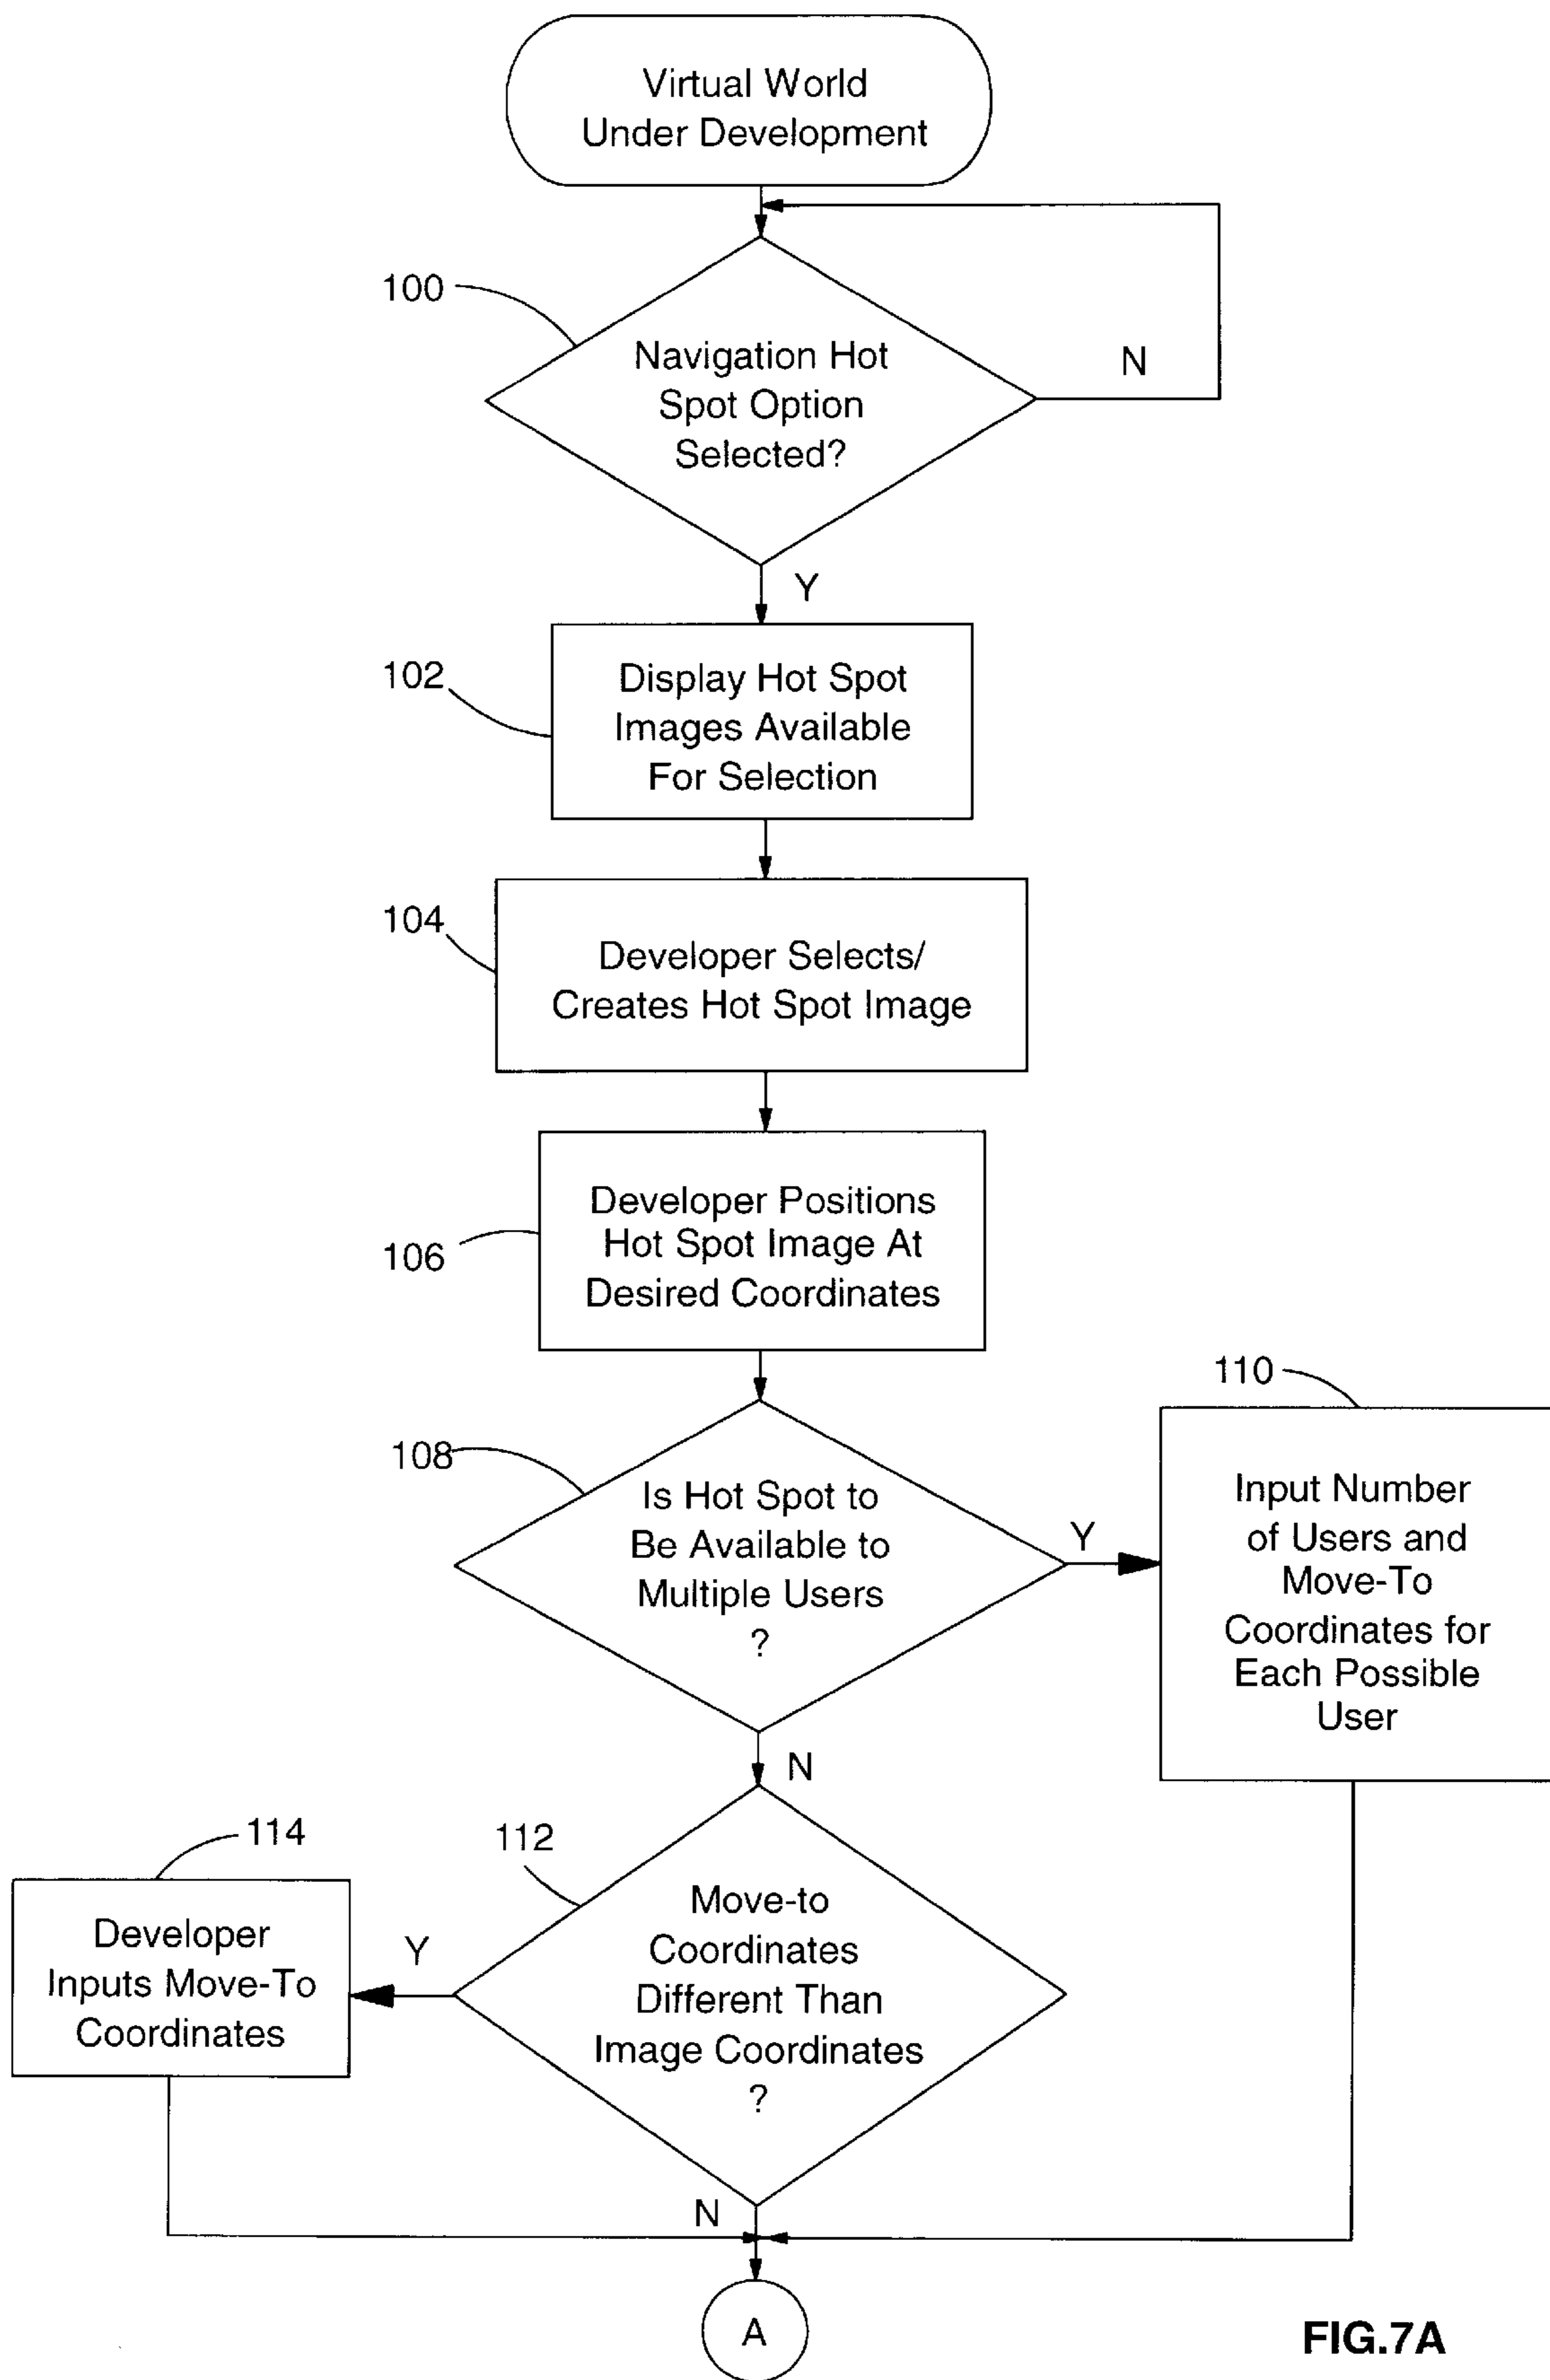 Virtual World
Under Development
100
Navigation Hot
Spot Option
Selected?
N
Y
102
Display Hot Spot
Images Available
For Selection
104
Developer Selects/
Creates Hot Spot Image
106
Developer Positions
Hot Spot Image At
Desired Coordinates
108
Is Hot Spot to
Be Available to
Multiple Users
?
Y
110
Input Number
of Users and
Move-To
Coordinates for
Each Possible
User
N
112
Move-to
Coordinates
Different Than
Image Coordinates
?
Y
114
Developer
Inputs Move-To
Coordinates
N
A
FIG.7A